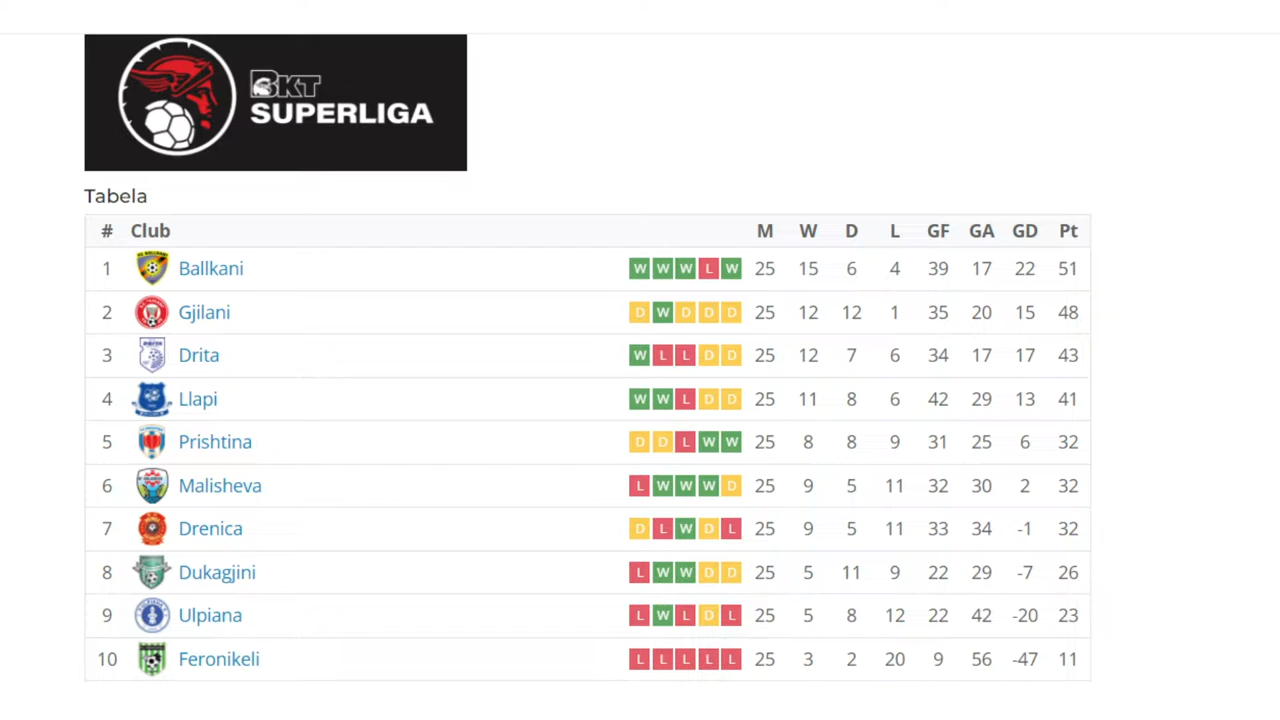 BKT
SUPERLIGA
Tabela
# Club M W D L GF GA GD Pt
1 Ballkani W W W L W 25 15 6 4 39 17 22 51
2 Gjilani D W D D D 25 12 12 1 35 20 15 48
3 Drita W L L D D 25 12 7 6 34 17 17 43
4 Llapi W W L D D 25 11 8 6 42 29 13 41
5 Prishtina D D L W W 25 8 8 9 31 25 6 32
6 Malisheva L W W W D 25 9 5 11 32 30 2 32
7 Drenica D L W D L 25 9 5 11 33 34 -1 32
8 Dukagjini L W W D D 25 5 11 9 22 29 -7 26
9 Ulpiana L W L D L 25 5 8 12 22 42 -20 23
10 Feronikeli L L L L L 25 3 2 20 9 56 -47 11